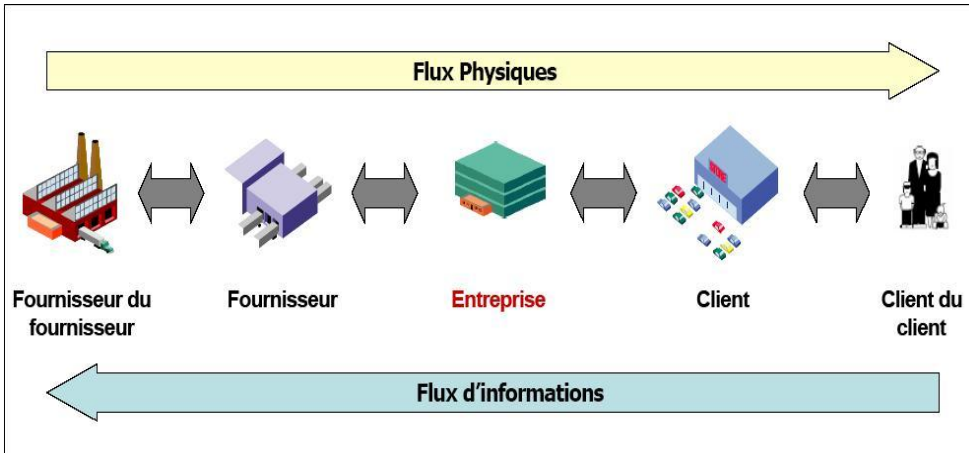 Flux Physiques
Fournisseur du
fournisseur
Fournisseur
Entreprise
Client
Client du
client
Flux d'informations